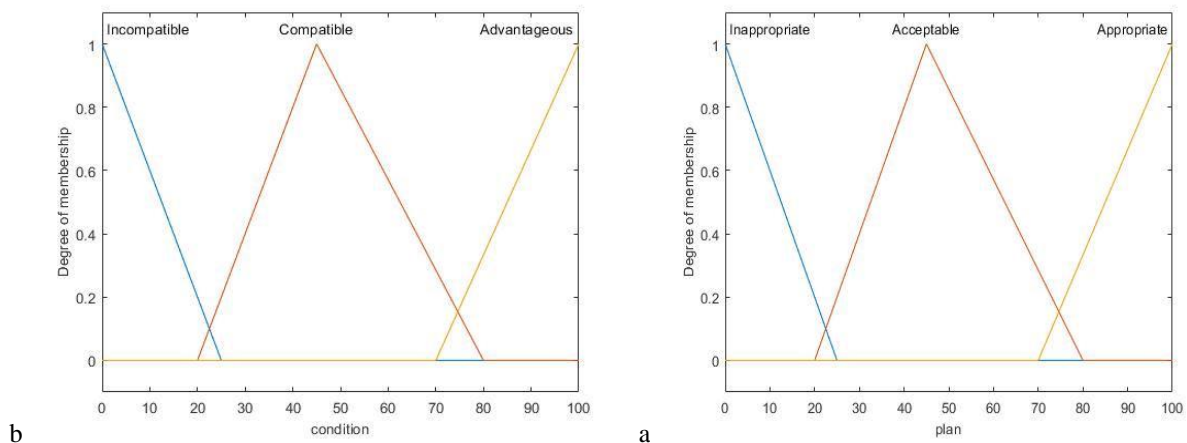 Incompatible Compatible Advantageous
1
0.8
0.6
0.4
0.2
0
Degree of membership
0 10 20 30 40 50 60 70 80 90 100
condition
b
Inappropriate Acceptable Appropriate
1
0.8
0.6
0.4
0.2
0
Degree of membership
0 10 20 30 40 50 60 70 80 90 100
plan
a